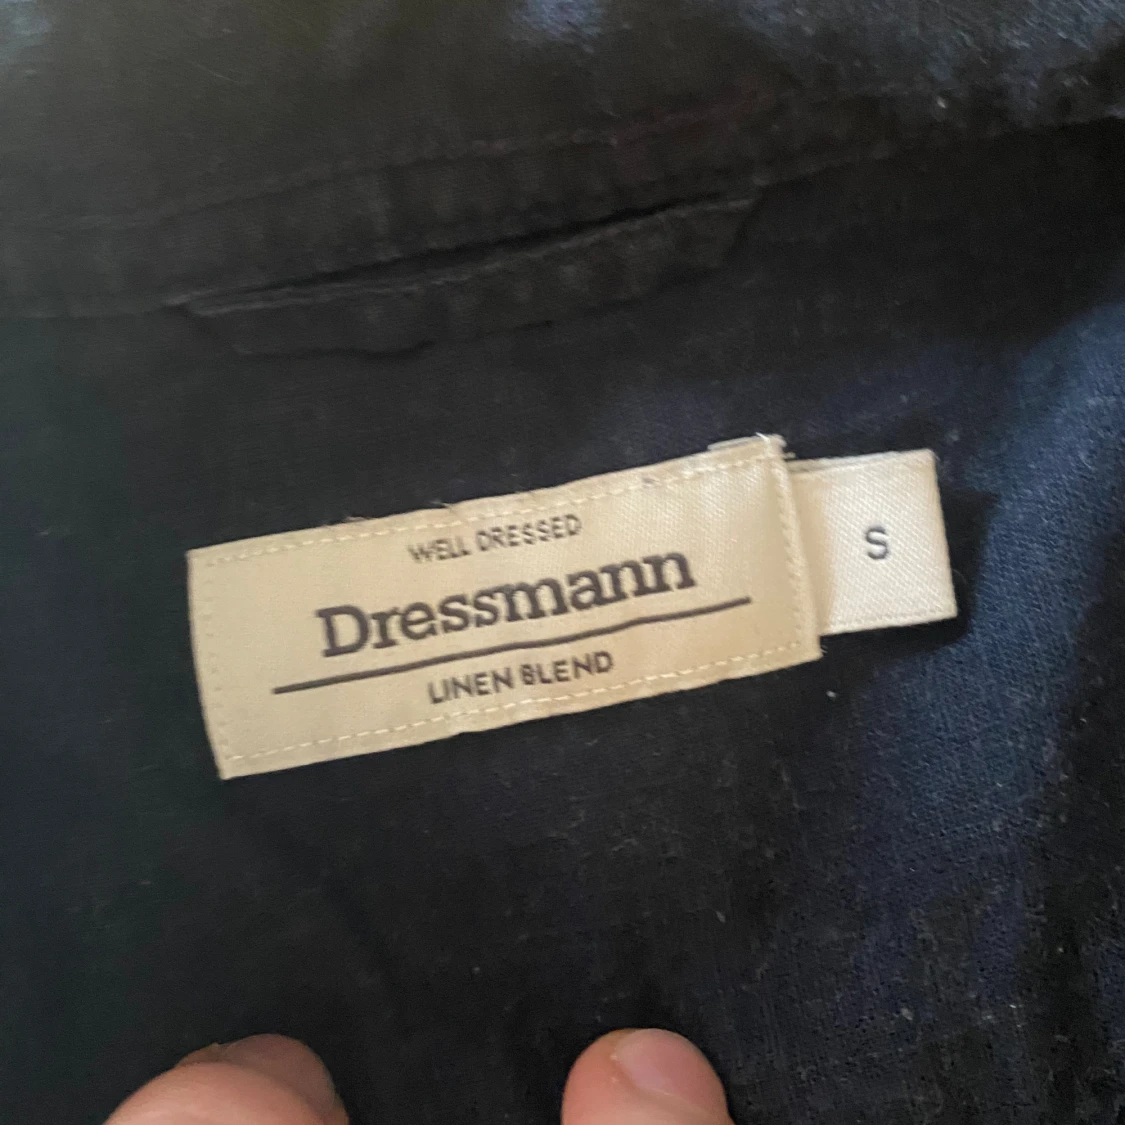 WELL DRESSED
Dressmann
LINEN BLEND
S